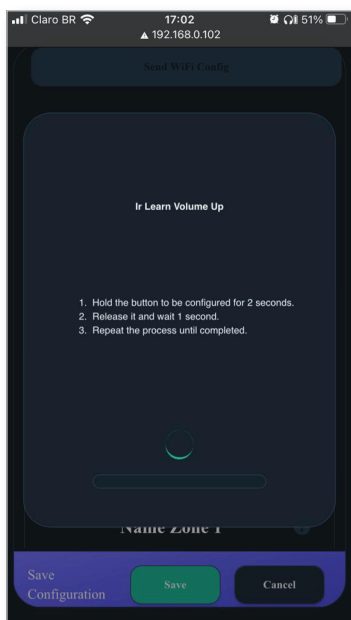 Claro BR
17:02
51%
192.168.0.102
Send WiFi Config
Ir Learn Volume Up
1. Hold the button to be configured for 2 seconds.
2. Release it and wait 1 second.
3. Repeat the process until completed.
Name Zone 1
Save
Configuration
Save
Cancel